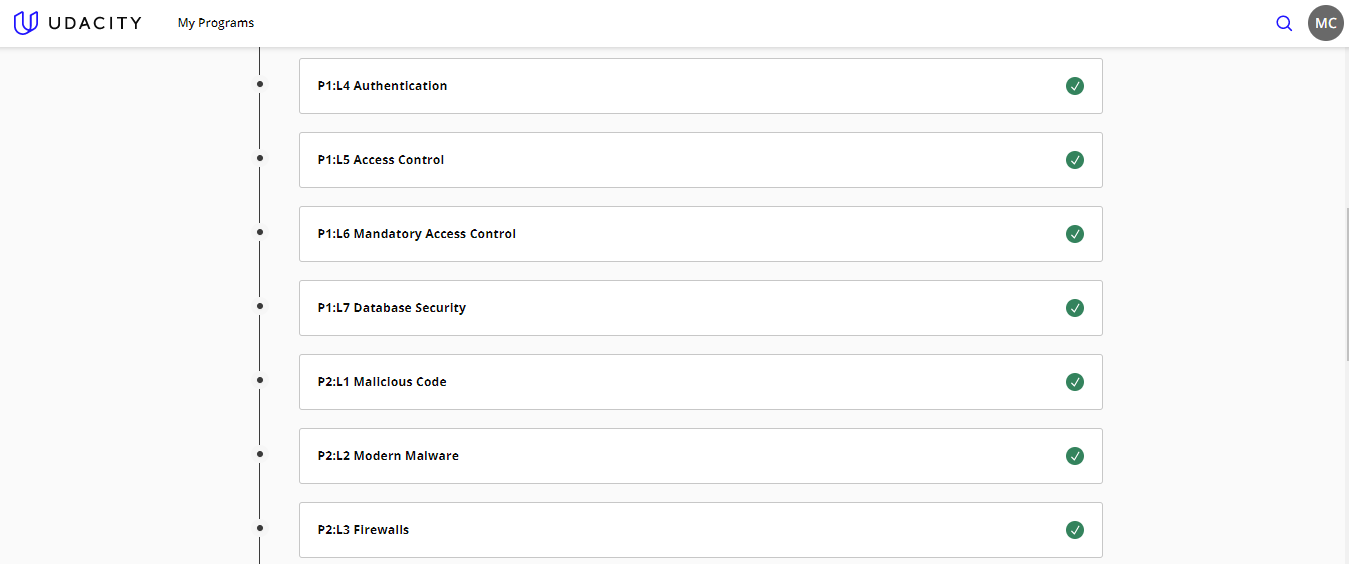 UDACITY
My Programs
MC
P1:L4 Authentication
P1:L5 Access Control
P1:L6 Mandatory Access Control
P1:L7 Database Security
P2:L1 Malicious Code
P2:L2 Modern Malware
P2:L3 Firewalls